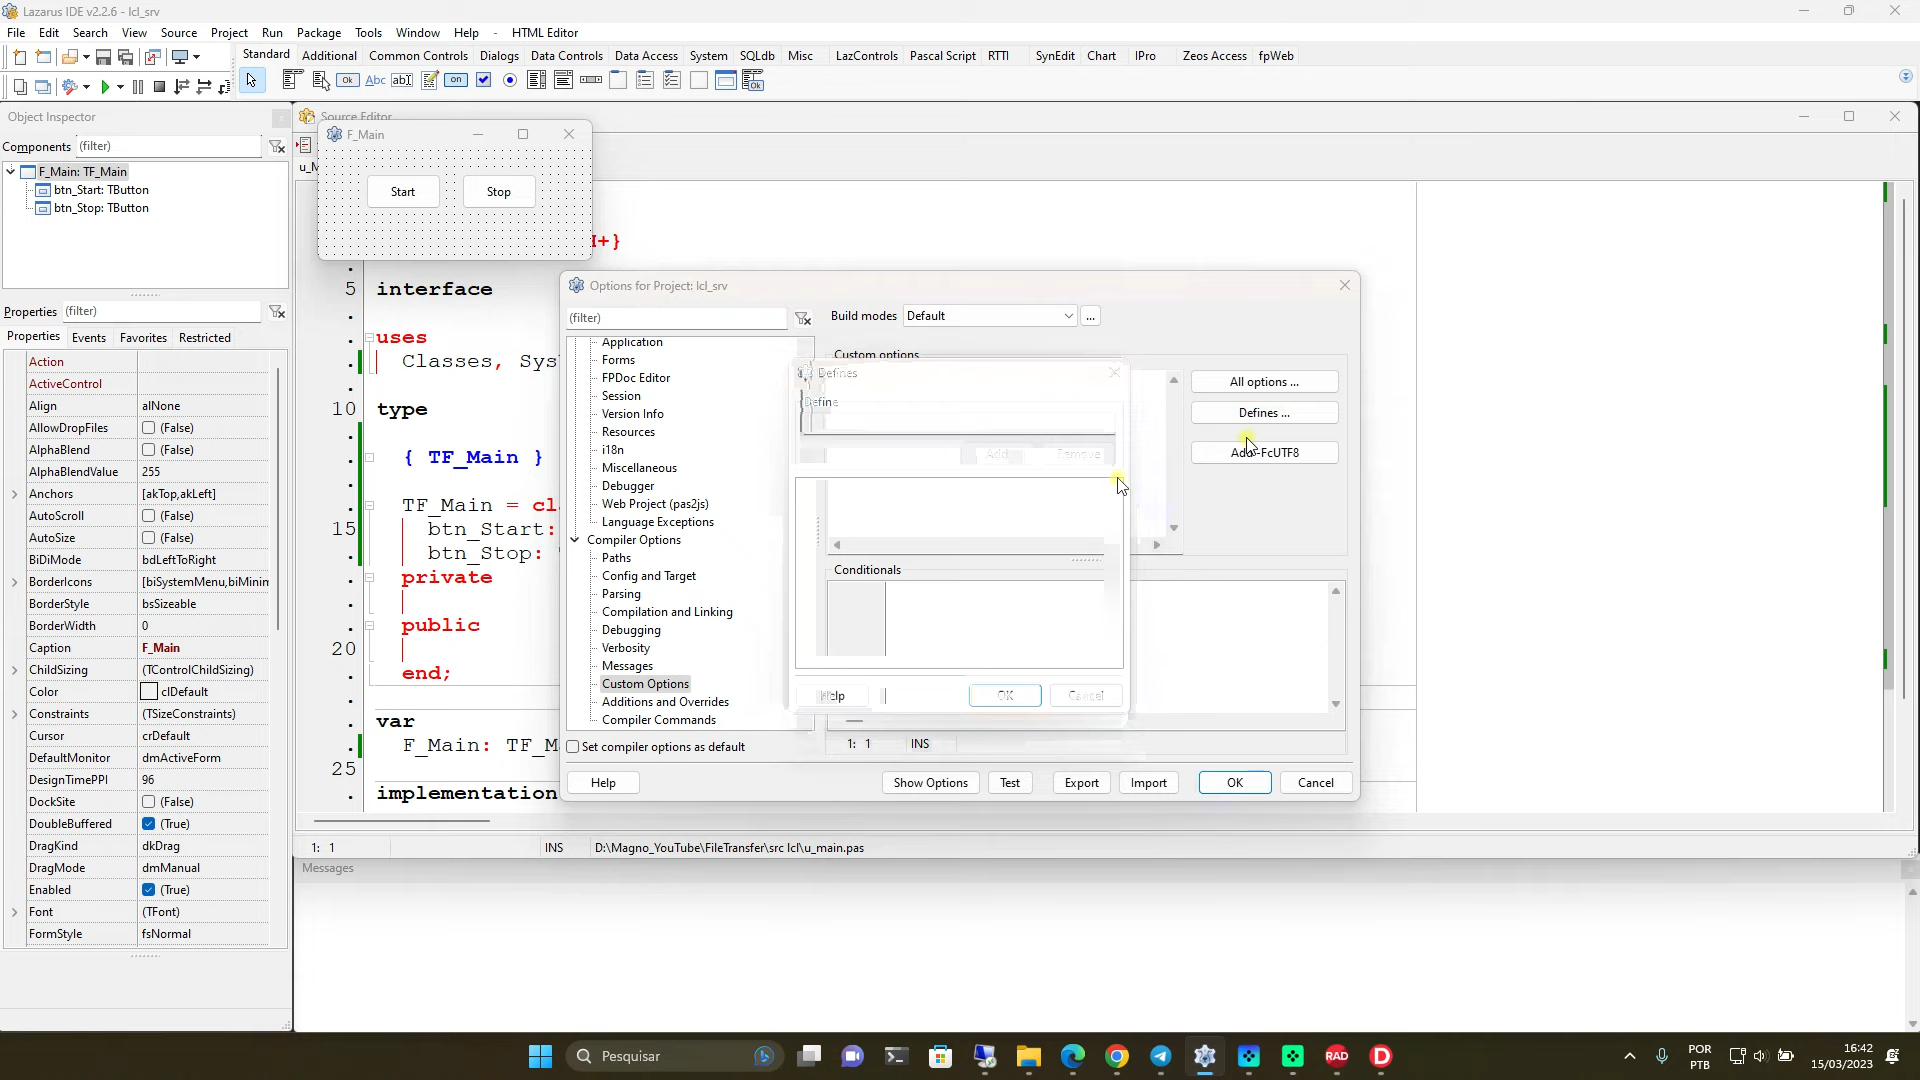 Lazarus IDE v2.2.6 - lcl_srv
File Edit Search View Source Project Run Package Tools Window Help - HTML Editor
Standard Additional Common Controls Dialogs Data Controls Data Access System SQLdb Misc LazControls Pascal Script RTTI SynEdit Chart IPro Zeos Access fpWeb
Object Inspector
Components (filter)
F_Main: TF_Main
btn_Start: TButton
btn_Stop: TButton
Properties (filter)
Properties Events Favorites Restricted
Action
ActiveControl
Align alNone
AllowDropFiles (False)
AlphaBlend (False)
AlphaBlendValue 255
Anchors [akTop,akLeft]
AutoScroll (False)
AutoSize (False)
BiDiMode bdLeftToRight
BorderIcons [biSystemMenu,biMinim
BorderStyle bsSizeable
BorderWidth 0
Caption F_Main
ChildSizing (TControlChildSizing)
Color clDefault
Constraints (TSizeConstraints)
Cursor crDefault
DefaultMonitor dmActiveForm
DesignTimePPI 96
DockSite (False)
DoubleBuffered (True)
DragKind dkDrag
DragMode dmManual
Enabled (True)
Font (TFont)
FormStyle fsNormal
Source Editor
F_Main
Start Stop
+}
5 interface
uses
Classes, Sys
10 type
{ TF_Main }
TF_Main = cl
15 btn_Start:
btn_Stop:
private
public
20
end;
var
F_Main: TF_M
25
implementation
1: 1 INS D:\Magno_YouTube\FileTransfer\src lcl\u_main.pas
Messages
Options for Project: lcl_srv
(filter)
Build modes Default ...
Application
Forms
FPDoc Editor
Session
Version Info
Resources
i18n
Miscellaneous
Debugger
Web Project (pas2js)
Language Exceptions
Compiler Options
Paths
Config and Target
Parsing
Compilation and Linking
Debugging
Verbosity
Messages
Custom Options
Additions and Overrides
Compiler Commands
Custom options
All options ...
Defines ...
Add -FcUTF8
Defines
Define
Add Remove
Conditionals
Help OK Cancel
1: 1 INS
Set compiler options as default
Help Show Options Test Export Import OK Cancel
Pesquisar
POR
PTB
16:42
15/03/2023
RAD